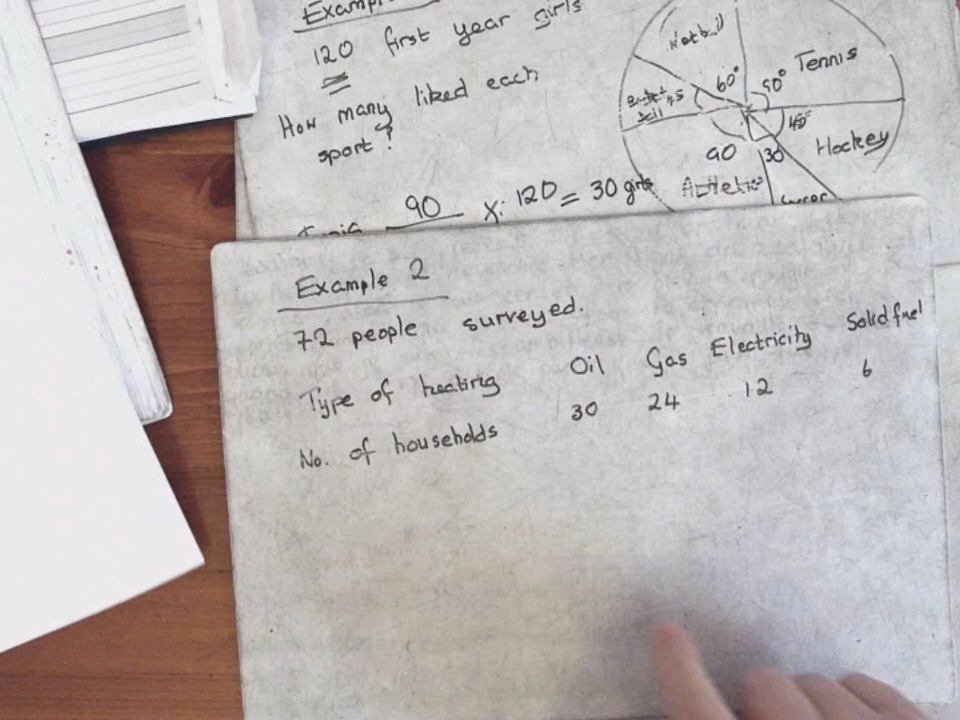 Example
120 first year girls
How many liked each
sport?
90 x 120 = 30 girls
Netball
60°
90° Tennis
45
45°
90
30
Hockey
Athletics
Soccer
Example 2
72 people surveyed.
Type of heating Oil Gas Electricity Solid fuel
No. of households 30 24 12 6